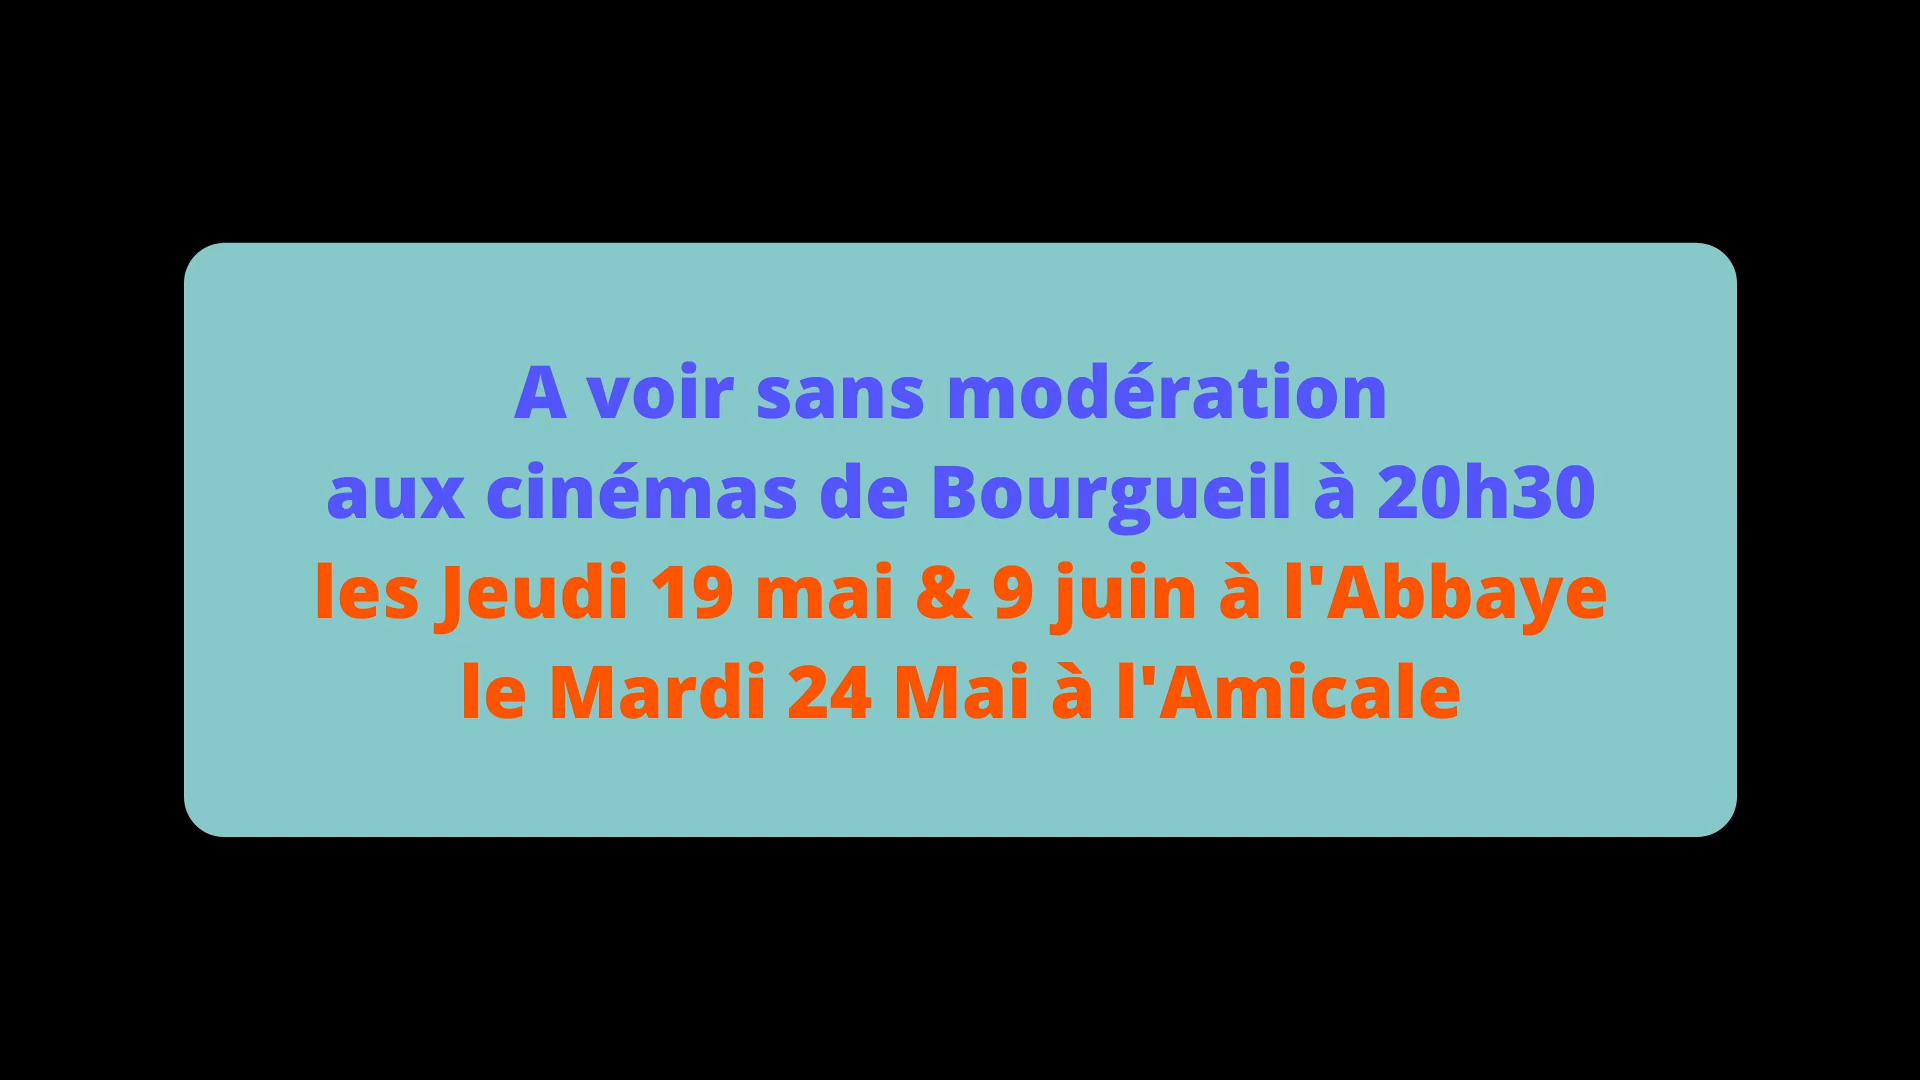 A voir sans modération
aux cinémas de Bourgueil à 20h30
les Jeudi 19 mai & 9 juin à l'Abbaye
le Mardi 24 Mai à l'Amicale